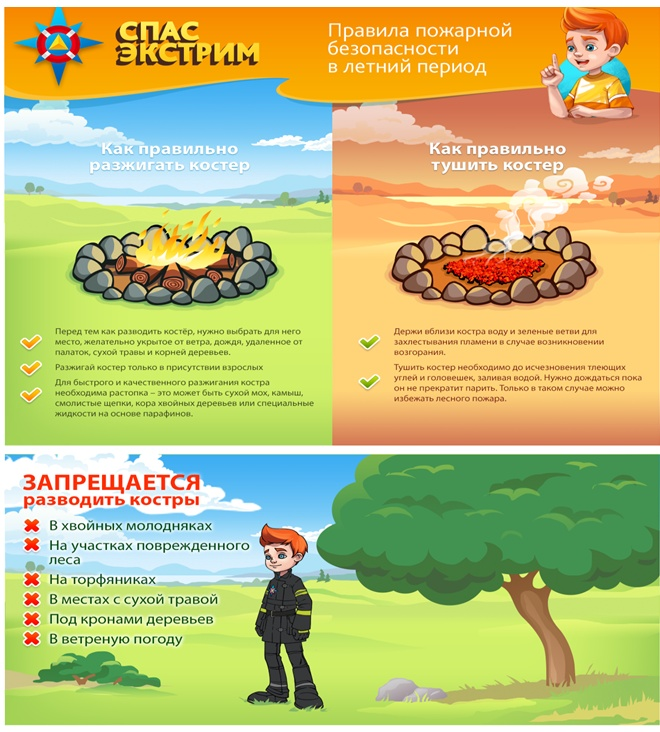 СПАС
ЭКСТРИМ
Правила пожарной
безопасности
в летний период
Как правильно
разжигать костер
Перед тем как разводить костёр, нужно выбрать для него
место, желательно укрытое от ветра, дождя, удаленное от
палаток, сухой травы и корней деревьев.
Разжигай костер только в присутствии взрослых
Для быстрого и качественного разжигания костра
необходима растопка – это может быть сухой мох, камыш,
смолистые щепки, кора хвойных деревьев или специальные
жидкости на основе парафинов.
Как правильно
тушить костер
Держи вблизи костра воду и зеленые ветви для
захлестывания пламени в случае возникновении
возгорания.
Тушить костер необходимо до исчезновения тлеющих
углей и головешек, заливая водой. Нужно дождаться пока
он не прекратит парить. Только в таком случае можно
избежать лесного пожара.
ЗАПРЕЩАЕТСЯ
разводить костры
В хвойных молодняках
На участках поврежденного
леса
На торфяниках
В местах с сухой травой
Под кронами деревьев
В ветреную погоду